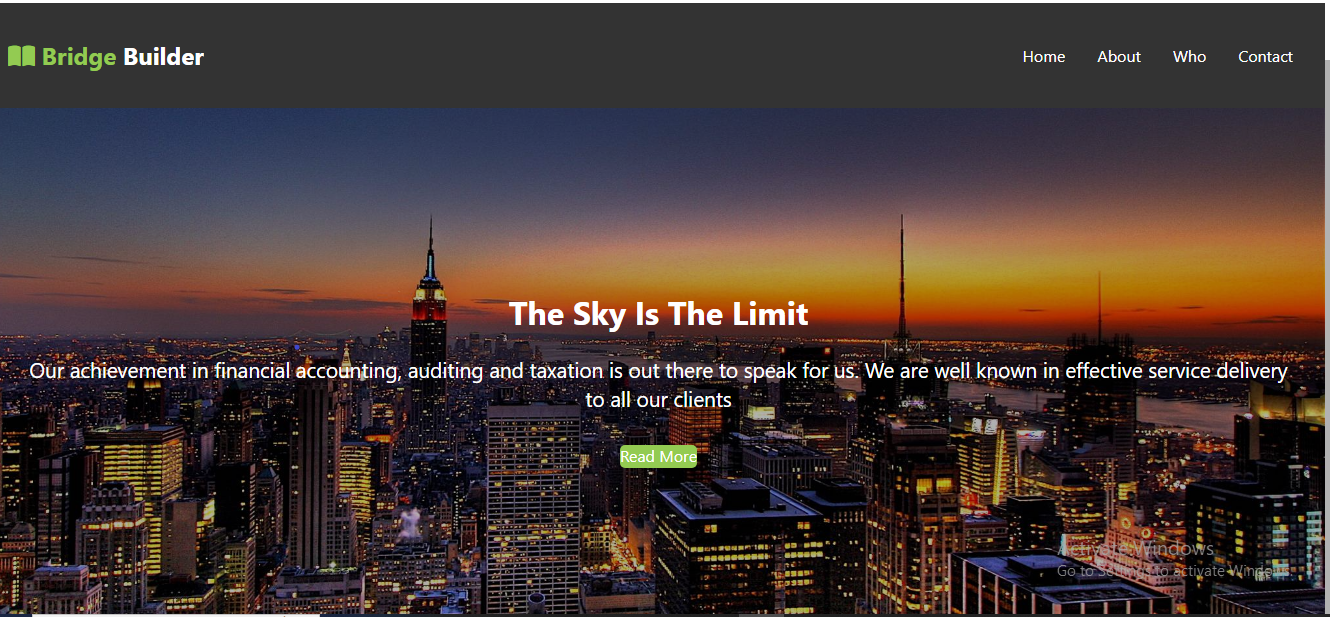 Bridge Builder
Home About Who Contact
The Sky Is The Limit
Our achievement in financial accounting, auditing and taxation is out there to speak for us. We are well known in effective service delivery
to all our clients
Read More
Activate Windows
Go to Settings to activate Windows.